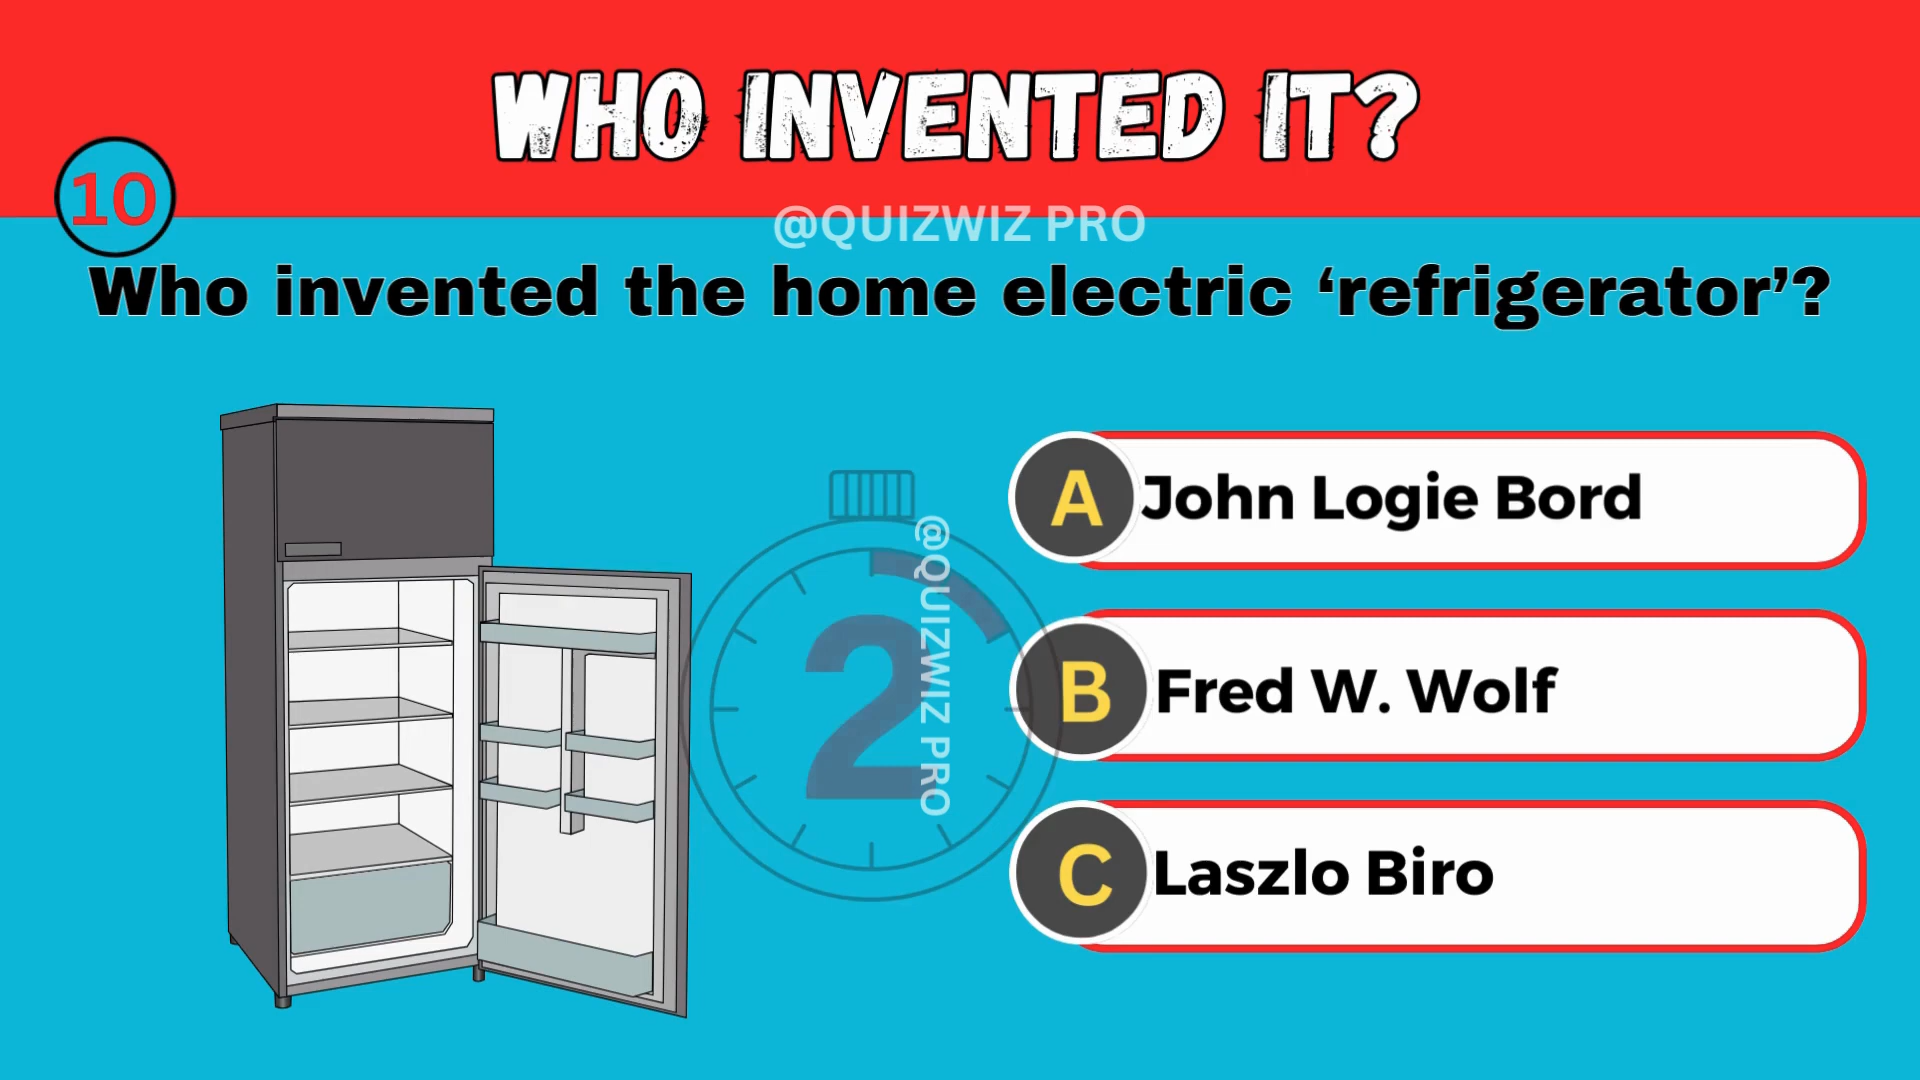 WHO INVENTED IT?
10
@QUIZWIZ PRO
Who invented the home electric ‘refrigerator’?
A John Logie Bord
2
@QUIZWIZ PRO
B Fred W. Wolf
C Laszlo Biro